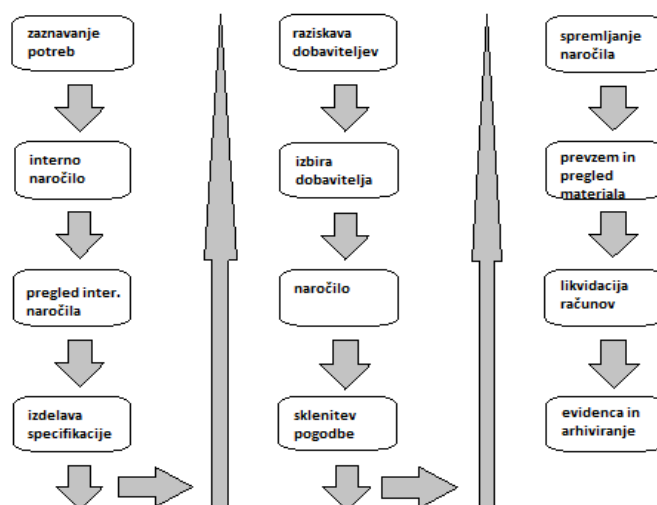 zaznavanje
potreb
interno
naročilo
pregled inter.
naročila
izdelava
specifikacije
raziskava
dobaviteljev
izbira
dobavitelja
naročilo
sklenitev
pogodbe
spremljanje
naročila
prevzem in
pregled
materiala
likvidacija
računov
evidenca in
arhiviranje